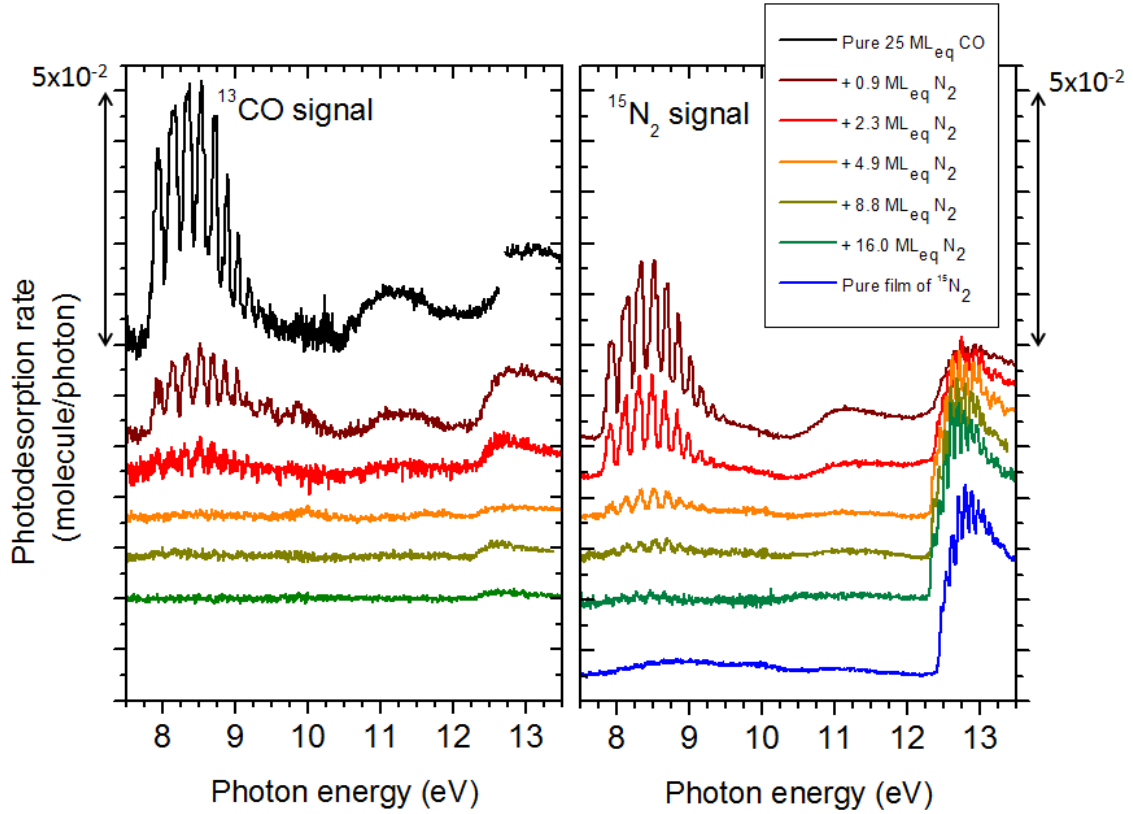 5x10-2
13CO signal
15N2 signal
Pure 25 MLeq CO
+ 0.9 MLeq N2
+ 2.3 MLeq N2
+ 4.9 MLeq N2
+ 8.8 MLeq N2
+ 16.0 MLeq N2
Pure film of 15N2
5x10-2
Photodesorption rate
(molecule/photon)
8 9 10 11 12 13
8 9 10 11 12 13
Photon energy (eV)
Photon energy (eV)